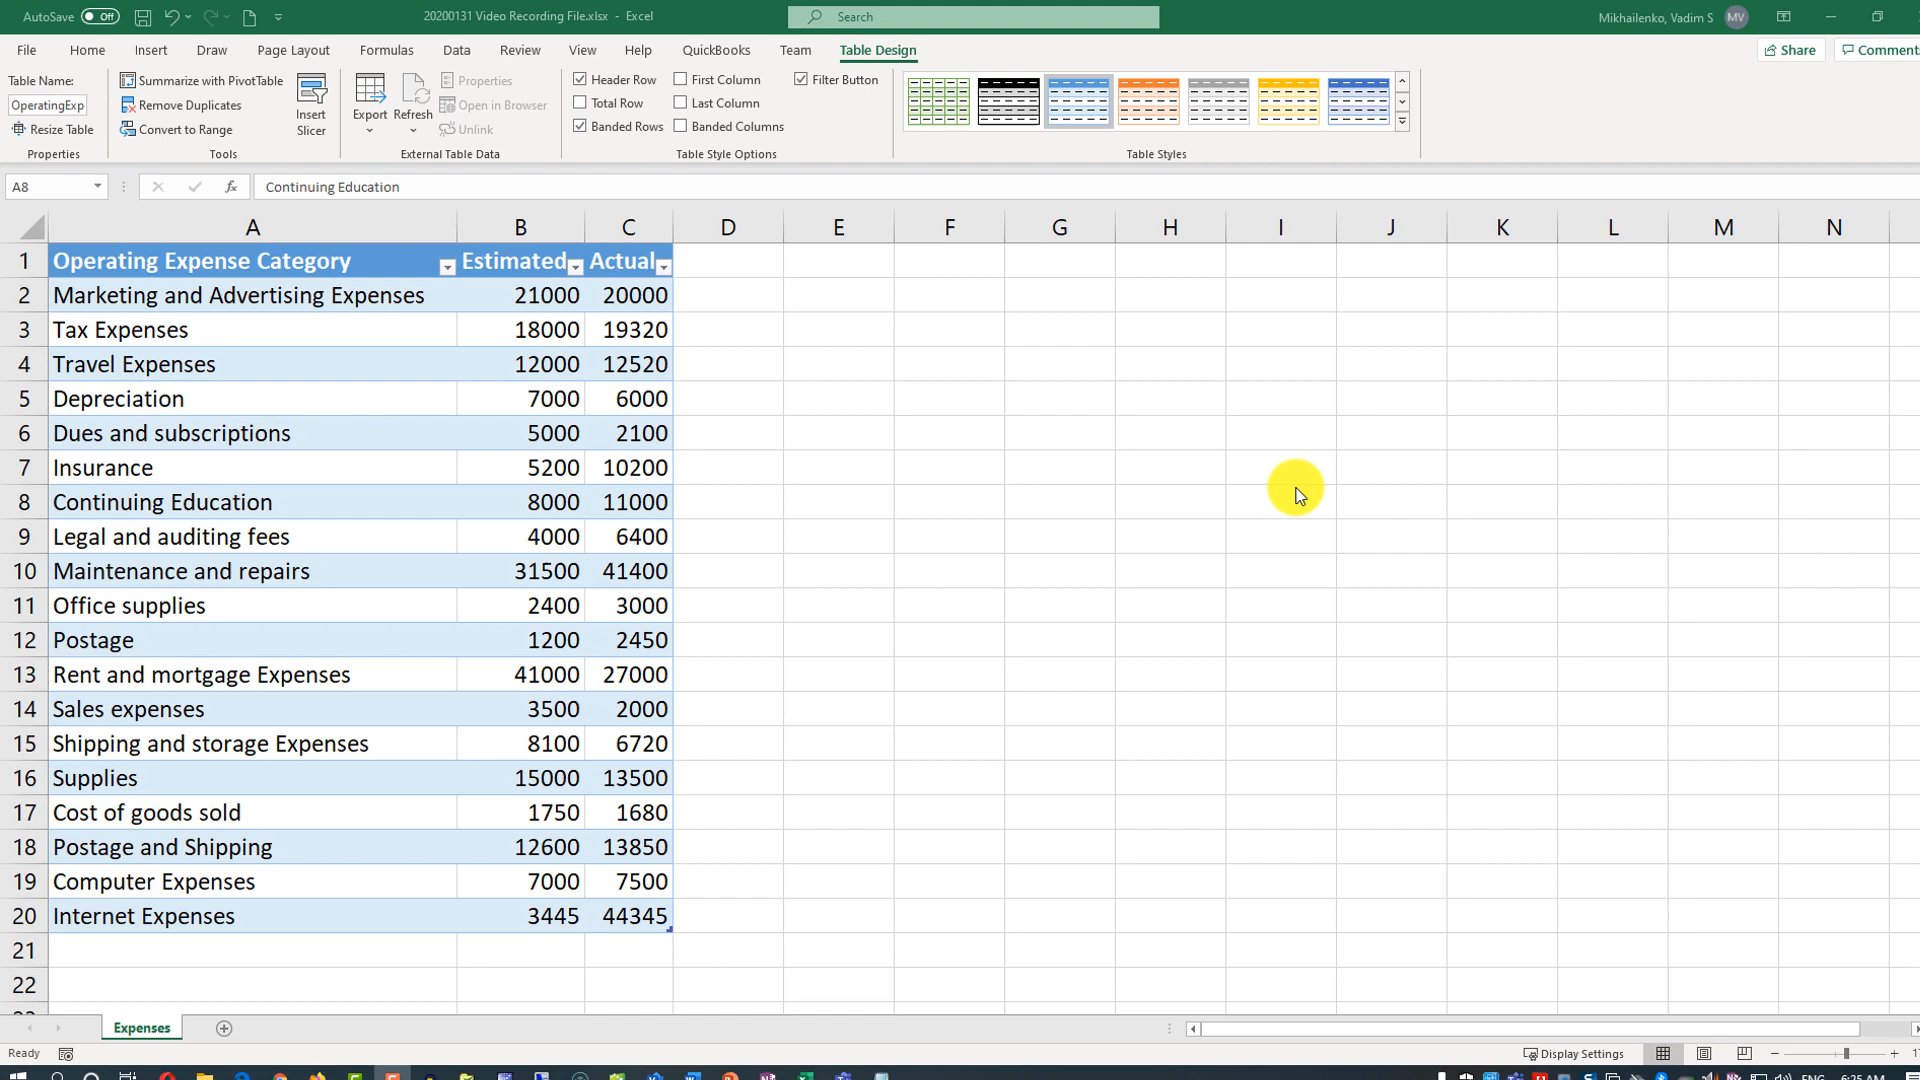 AutoSave Off 20200131 Video Recording File.xlsx - Excel Search Mikhailenko, Vadim S MV
File Home Insert Draw Page Layout Formulas Data Review View Help QuickBooks Team Table Design Share Comment
Table Name: Summarize with PivotTable Properties Header Row First Column Filter Button
OperatingExp Remove Duplicates Insert Slicer Export Refresh Open in Browser Total Row Last Column
Resize Table Convert to Range Unlink Banded Rows Banded Columns
Properties Tools External Table Data Table Style Options Table Styles
A8 fx Continuing Education
A B C D E F G H I J K L M N
1 Operating Expense Category Estimated Actual
2 Marketing and Advertising Expenses 21000 20000
3 Tax Expenses 18000 19320
4 Travel Expenses 12000 12520
5 Depreciation 7000 6000
6 Dues and subscriptions 5000 2100
7 Insurance 5200 10200
8 Continuing Education 8000 11000
9 Legal and auditing fees 4000 6400
10 Maintenance and repairs 31500 41400
11 Office supplies 2400 3000
12 Postage 1200 2450
13 Rent and mortgage Expenses 41000 27000
14 Sales expenses 3500 2000
15 Shipping and storage Expenses 8100 6720
16 Supplies 15000 13500
17 Cost of goods sold 1750 1680
18 Postage and Shipping 12600 13850
19 Computer Expenses 7000 7500
20 Internet Expenses 3445 44345
21
22
Expenses
Ready Display Settings
ENG 6:25 AM